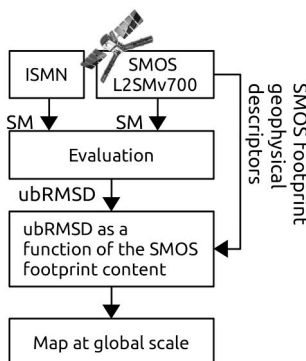 ISMN
SMOS
L2SMv700
SM
SM
Evaluation
ubRMSD
ubRMSD as a
function of the SMOS
footprint content
Map at global scale
SMOS footprint
geophysical
descriptors